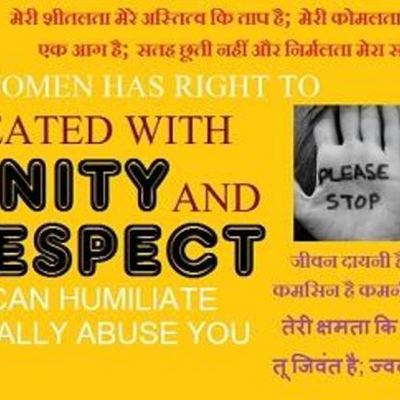 मेरी शीतलता मेरे अस्तित्व कि ताप है; मेरी कोमलता
एक आग है; सतह छूती नहीं और निर्मलता मेरा स
OMEN HAS RIGHT TO
EATED WITH
NITY AND
ESPECT
CAN HUMILIATE
ALLY ABUSE YOU
PLEASE
STOP
जीवन दायनी है
कमसिन है कमनी
तेरी क्षमता कि
तू जिवंत है; ज्व